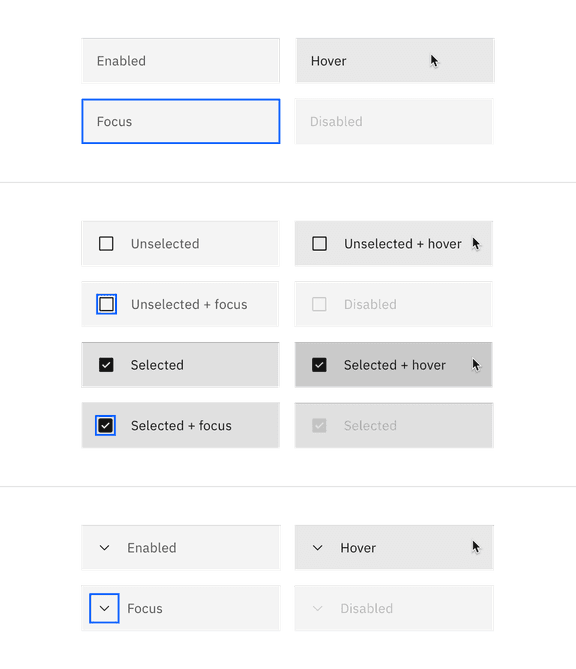 Enabled
Hover
Focus
Disabled
Unselected
Unselected + hover
Unselected + focus
Disabled
Selected
Selected + hover
Selected + focus
Selected
Enabled
Hover
Focus
Disabled